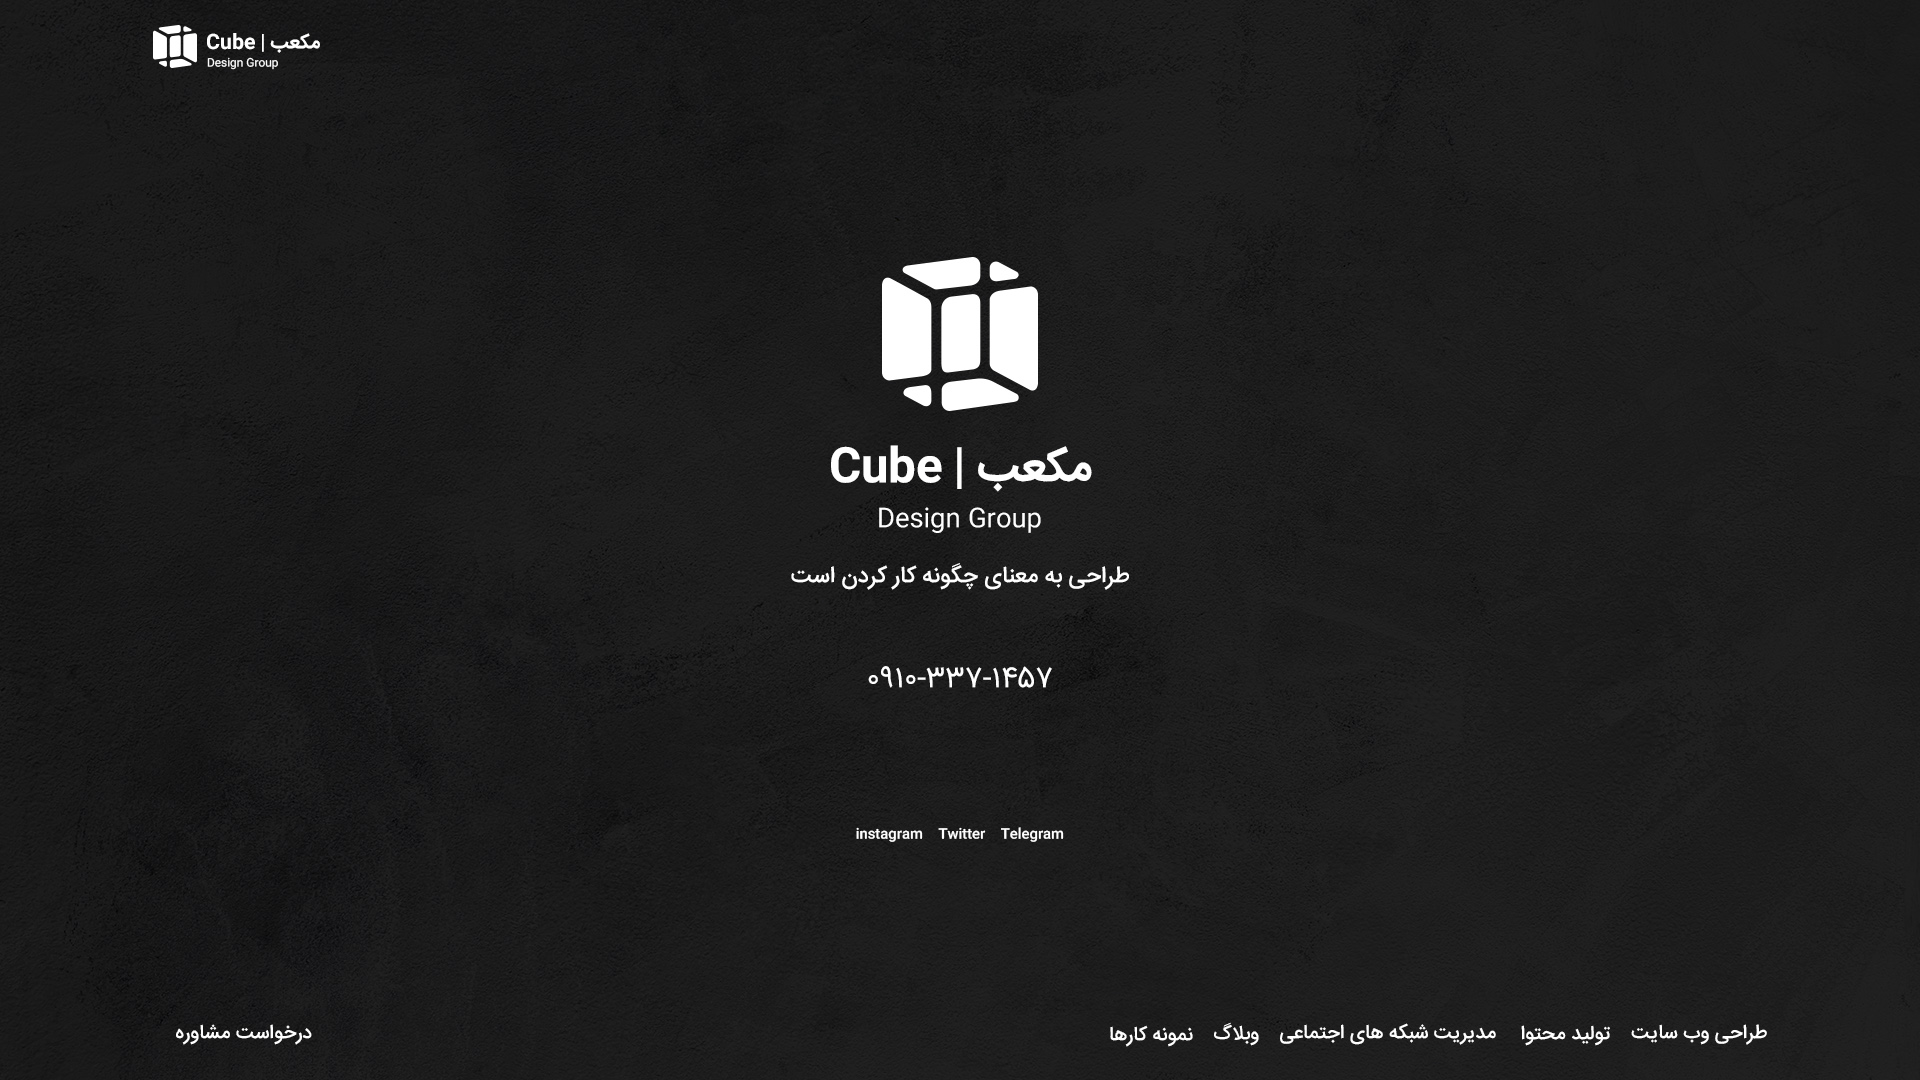 Cube | مکعب
Design Group
Cube | مکعب
Design Group
طراحی به معنای چگونه کار کردن است
۰۹۱۰-۳۳۷-۱۴۵۷
instagram Twitter Telegram
طراحی وب سایت تولید محتوا مدیریت شبکه های اجتماعی وبلاگ نمونه کارها درخواست مشاوره